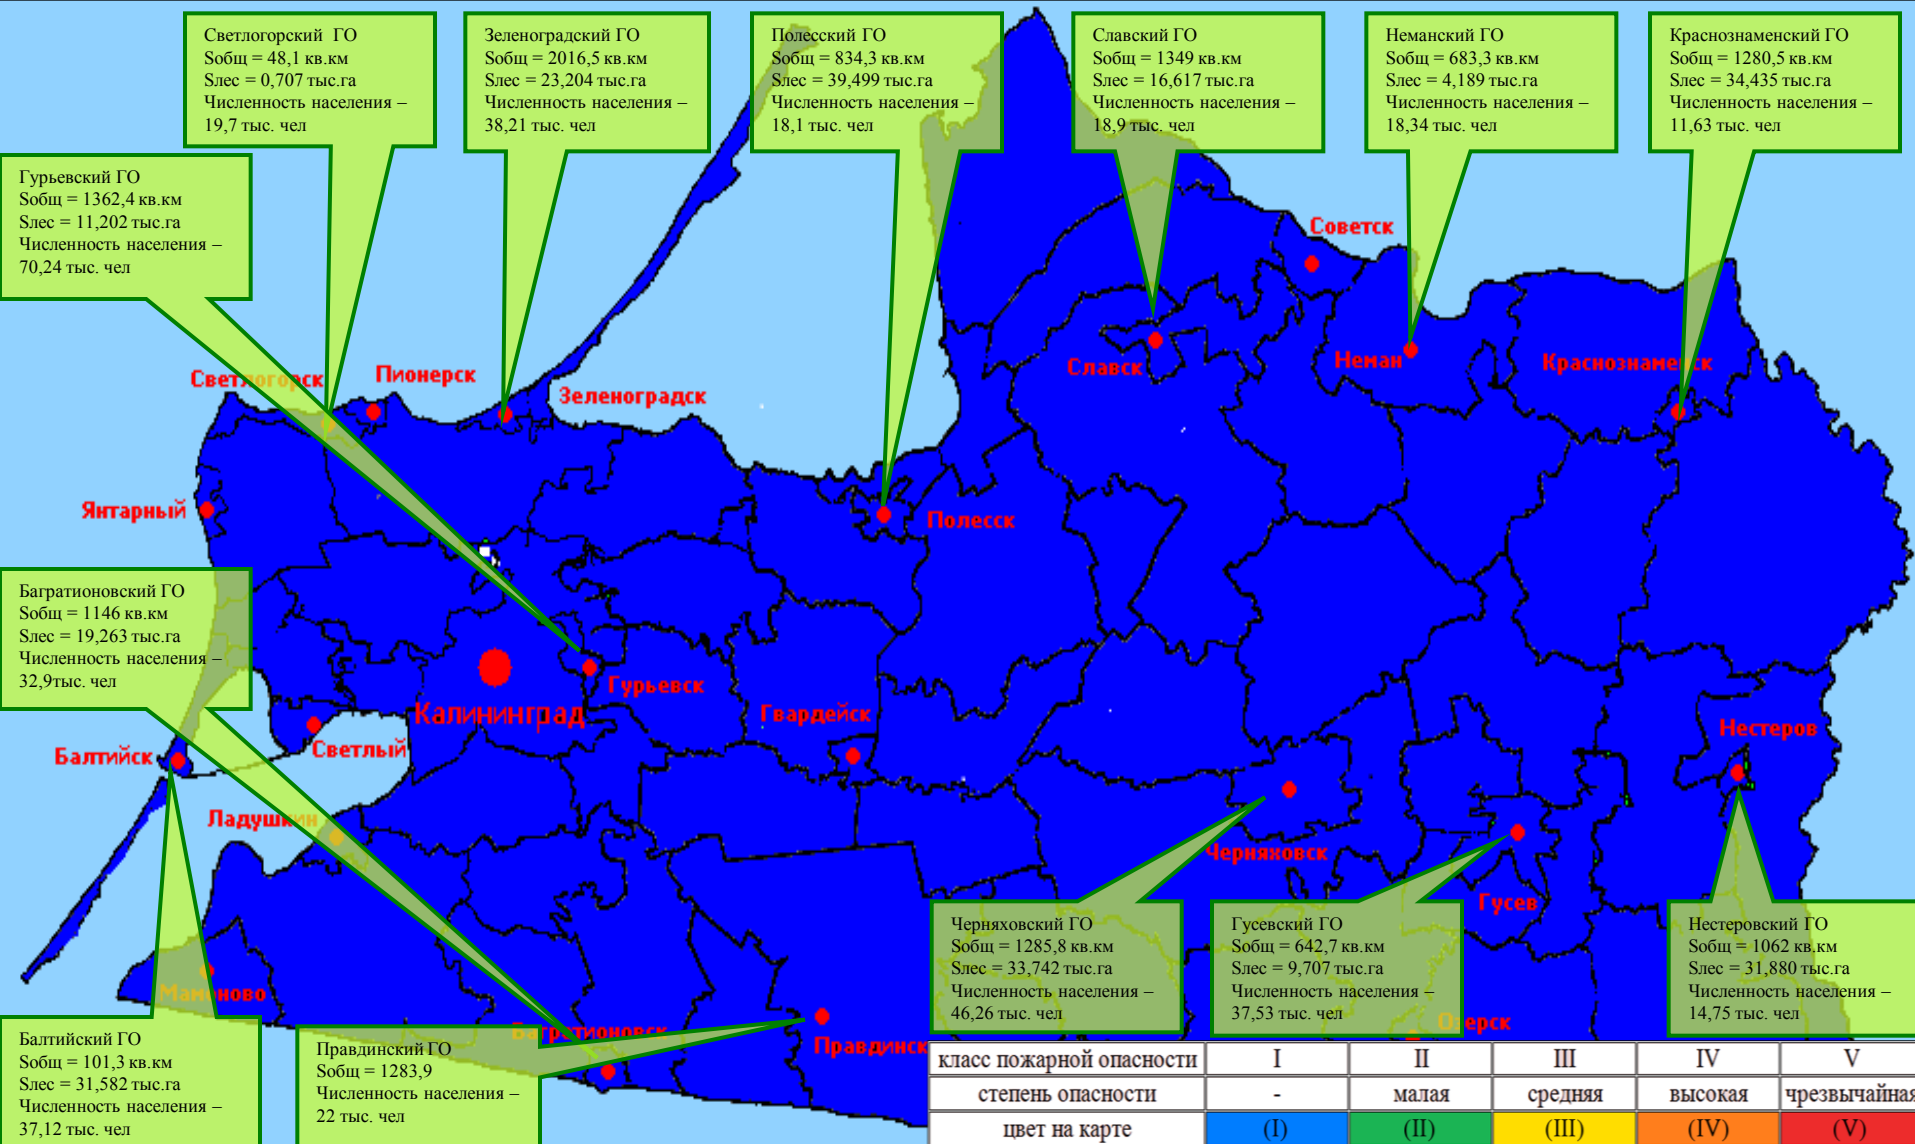 Светлогорский ГО
Sобщ = 48,1 кв.км
Sлес = 0,707 тыс.га
Численность населения –
19,7 тыс. чел
Зеленоградский ГО
Sобщ = 2016,5 кв.км
Sлес = 23,204 тыс.га
Численность населения –
38,21 тыс. чел
Полесский ГО
Sобщ = 834,3 кв.км
Sлес = 39,499 тыс.га
Численность населения –
18,1 тыс. чел
Славский ГО
Sобщ = 1349 кв.км
Sлес = 16,617 тыс.га
Численность населения –
18,9 тыс. чел
Неманский ГО
Sобщ = 683,3 кв.км
Sлес = 4,189 тыс.га
Численность населения –
18,34 тыс. чел
Краснознаменский ГО
Sобщ = 1280,5 кв.км
Sлес = 34,435 тыс.га
Численность населения –
11,63 тыс. чел
Гурьевский ГО
Sобщ = 1362,4 кв.км
Sлес = 11,202 тыс.га
Численность населения –
70,24 тыс. чел
Советск
Славск
Неман
Краснознаменск
Светлогорск
Пионерск
Зеленоградск
Янтарный
Полесск
Багратионовский ГО
Sобщ = 1146 кв.км
Sлес = 19,263 тыс.га
Численность населения –
32,9тыс. чел
Гурьевск
Калининград
Гвардейск
Нестеров
Балтийск
Светлый
Ладушкин
Черняховск
Гусев
Мамоново
Багратионовск
Правдинск
Озерск
Черняховский ГО
Sобщ = 1285,8 кв.км
Sлес = 33,742 тыс.га
Численность населения –
46,26 тыс. чел
Гусевский ГО
Sобщ = 642,7 кв.км
Sлес = 9,707 тыс.га
Численность населения –
37,53 тыс. чел
Нестеровский ГО
Sобщ = 1062 кв.км
Sлес = 31,880 тыс.га
Численность населения –
14,75 тыс. чел
Балтийский ГО
Sобщ = 101,3 кв.км
Sлес = 31,582 тыс.га
Численность населения –
37,12 тыс. чел
Правдинский ГО
Sобщ = 1283,9
Численность населения –
22 тыс. чел
класс пожарной опасности I II III IV V
степень опасности - малая средняя высокая чрезвычайная
цвет на карте (I) (II) (III) (IV) (V)